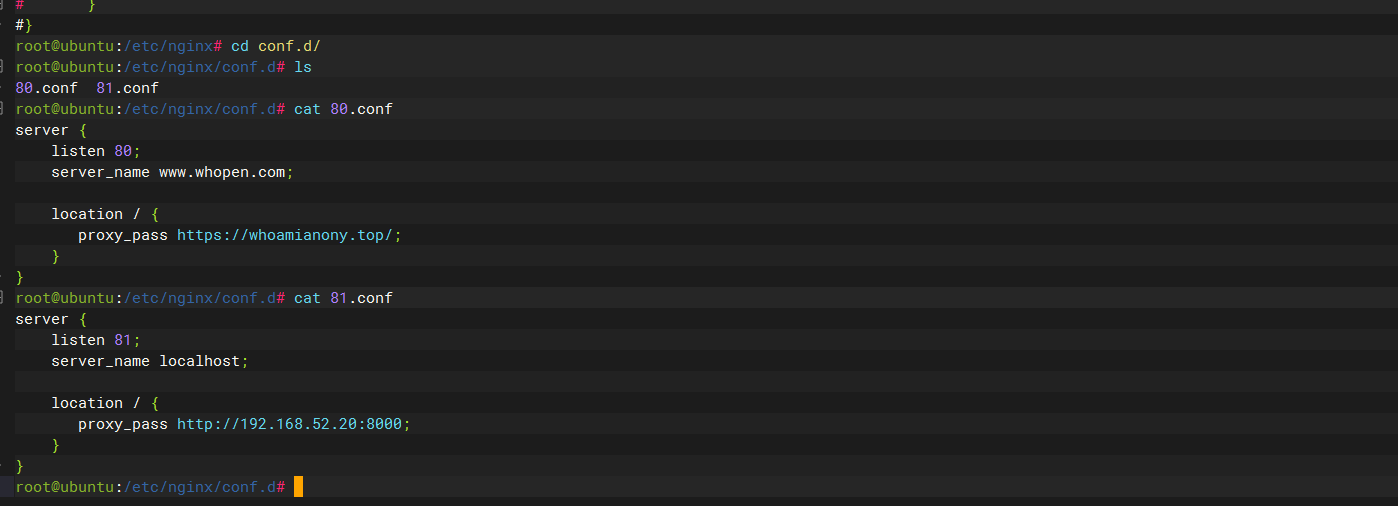 #       }
#}
root@ubuntu:/etc/nginx# cd conf.d/
root@ubuntu:/etc/nginx/conf.d# ls
80.conf  81.conf
root@ubuntu:/etc/nginx/conf.d# cat 80.conf
server {
    listen 80;
    server_name www.whopen.com;

    location / {
       proxy_pass https://whoamianony.top/;
    }
}
root@ubuntu:/etc/nginx/conf.d# cat 81.conf
server {
    listen 81;
    server_name localhost;

    location / {
       proxy_pass http://192.168.52.20:8000;
    }
}
root@ubuntu:/etc/nginx/conf.d#